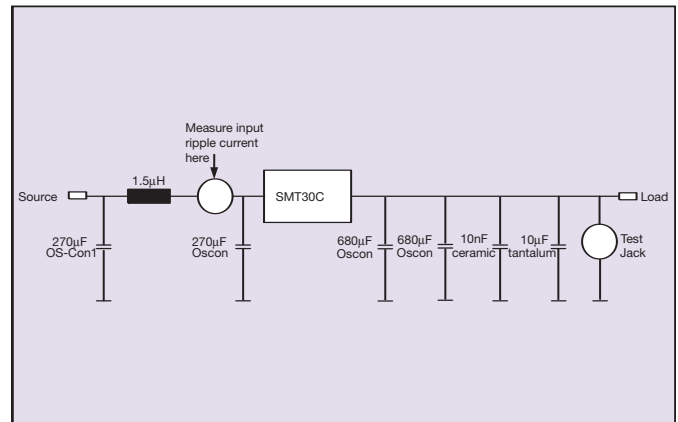 Measure input
ripple current
here
1.5µH
SMT30C
Source
Load
270µF
OS-Con1
270µF
Oscon
680µF
Oscon
680µF
Oscon
10nF
ceramic
10µF
tantalum
Test
Jack